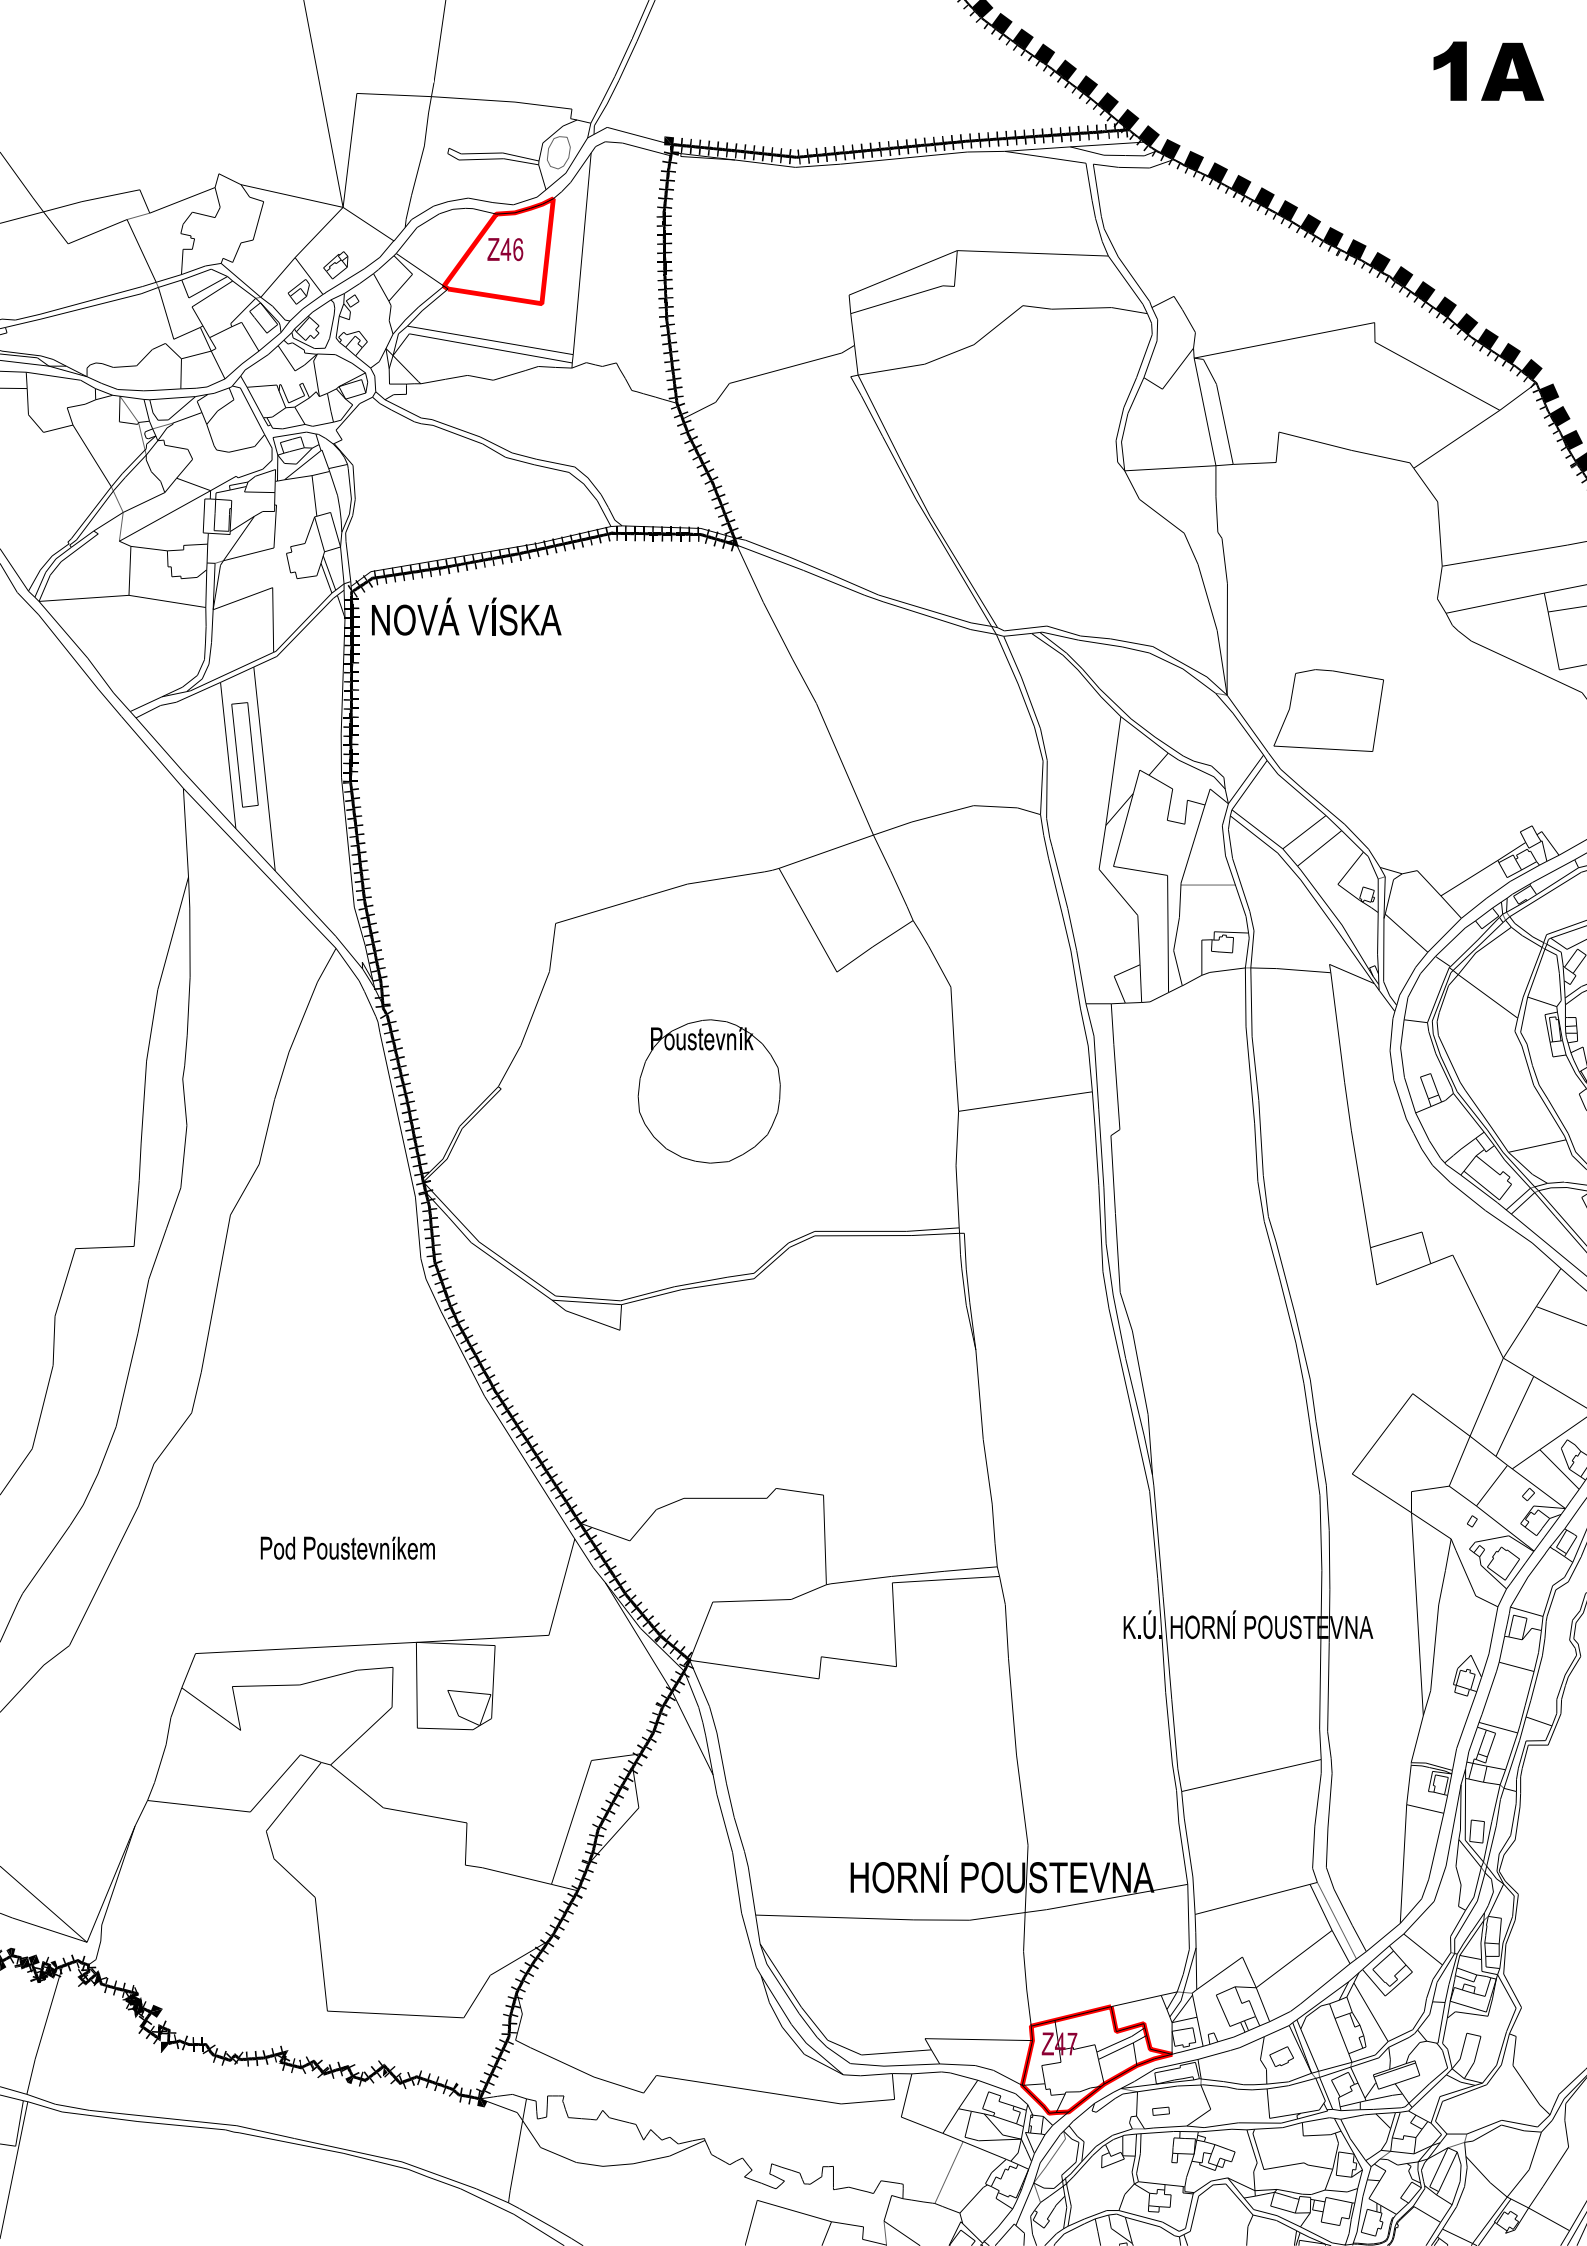 1A
Z46
NOVÁ VÍSKA
Poustevník
Pod Poustevníkem
K.Ú. HORNÍ POUSTEVNA
HORNÍ POUSTEVNA
Z47